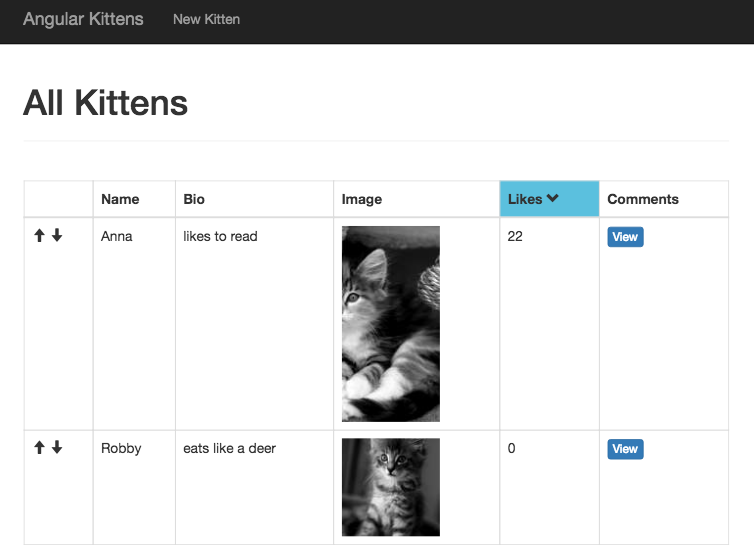 Angular Kittens New Kitten
All Kittens
Name Bio Image Likes Comments
Anna likes to read 22 View
Robby eats like a deer 0 View